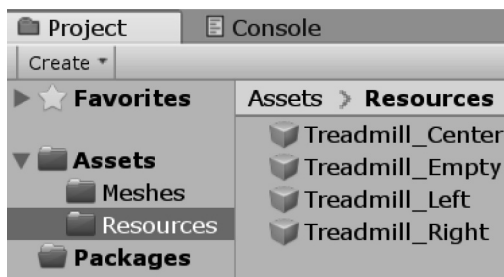 Project
Console
Create
Favorites
Assets
Meshes
Resources
Packages
Assets > Resources
Treadmill_Center
Treadmill_Empty
Treadmill_Left
Treadmill_Right